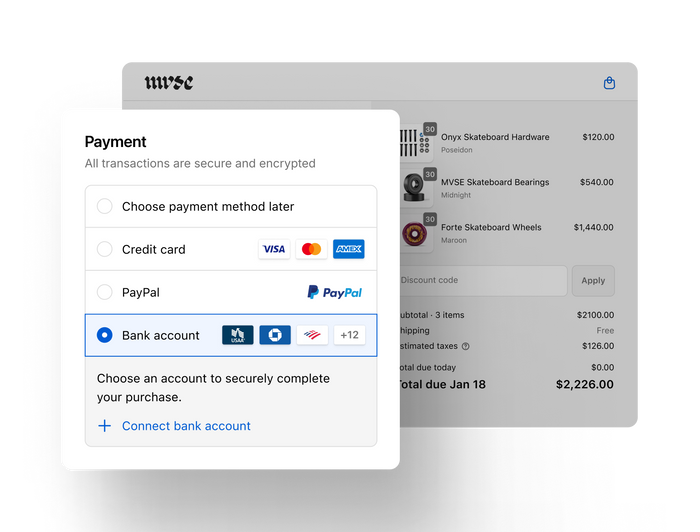 mvsc
Payment
All transactions are secure and encrypted
Choose payment method later
Credit card
VISA
AMEX
PayPal
PayPal
Bank account
USAA
+12
Choose an account to securely complete
your purchase.
Connect bank account
30
Onyx Skateboard Hardware
$120.00
Poseidon
30
MVSE Skateboard Bearings
$540.00
Midnight
30
Forte Skateboard Wheels
$1,440.00
Maroon
Discount code
Apply
ubtotal · 3 items
$2100.00
hipping
Free
stimated taxes
$126.00
otal due today
$0.00
otal due Jan 18
$2,226.00